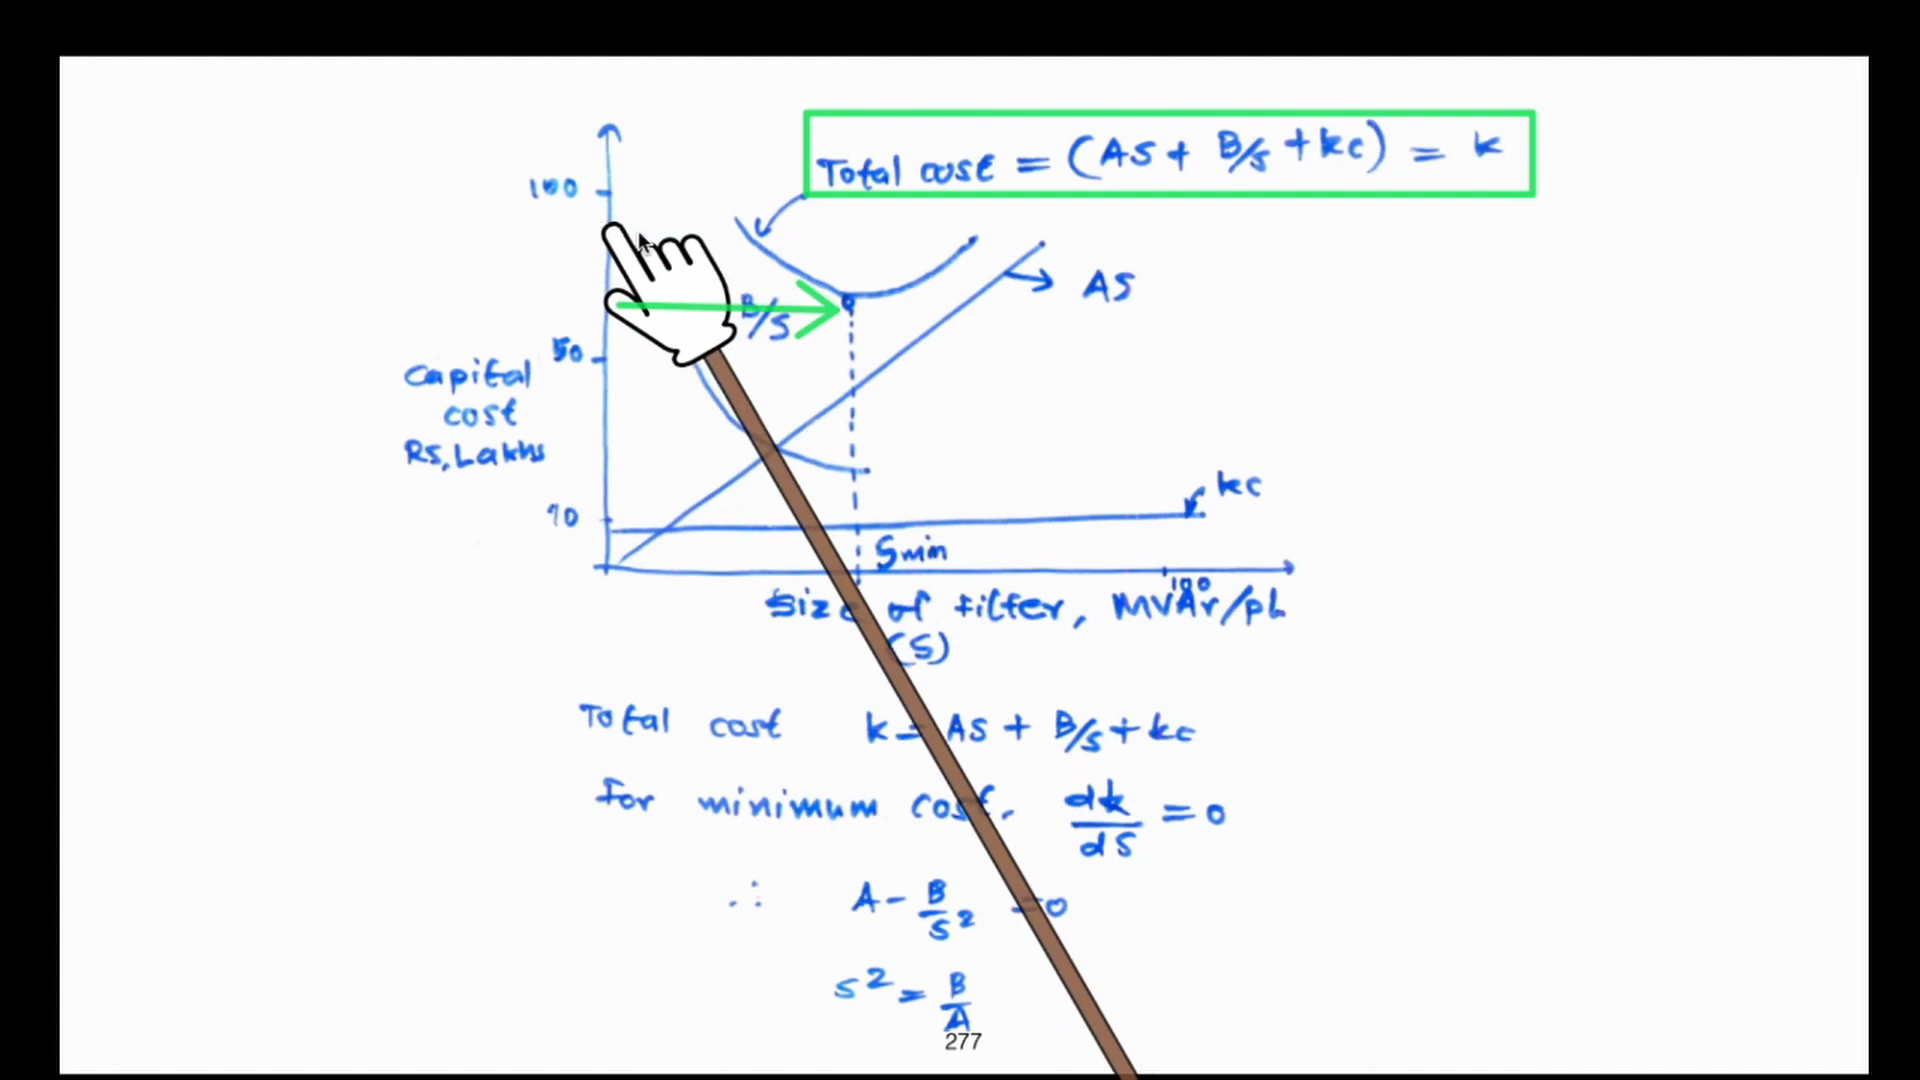 Total cost = (AS + B/S + kc) = k
100
B/S
AS
50
Capital
cost
Rs, Lakhs
kc
10
Smin
100
Size of filter, MVAr/ph
(S)
Total cost k = AS + B/S + kc
For minimum cost. dk/dS = 0
∴ A - B/S² = 0
S² = B/A
277